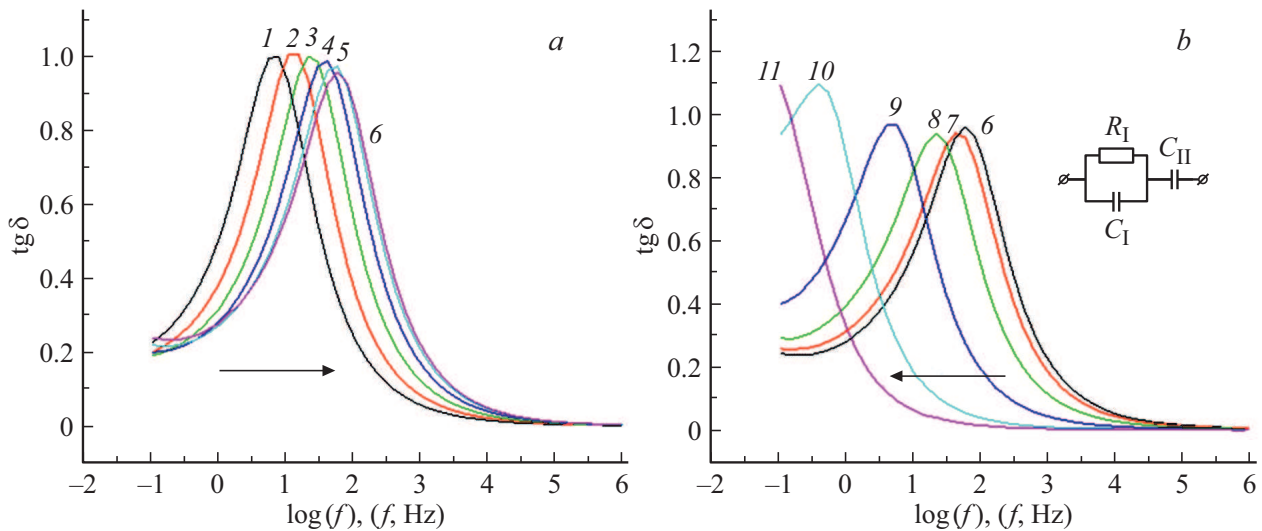 a
1 2 3 4 5
6
1.0
0.8
0.6
0.4
0.2
0
tg δ
–2 –1 0 1 2 3 4 5 6
log(f), (f, Hz)
b
11 10
9
8 7 6
1.2
1.0
0.8
0.6
0.4
0.2
0
tg δ
R_I
C_II
C_I
–2 –1 0 1 2 3 4 5 6
log(f), (f, Hz)